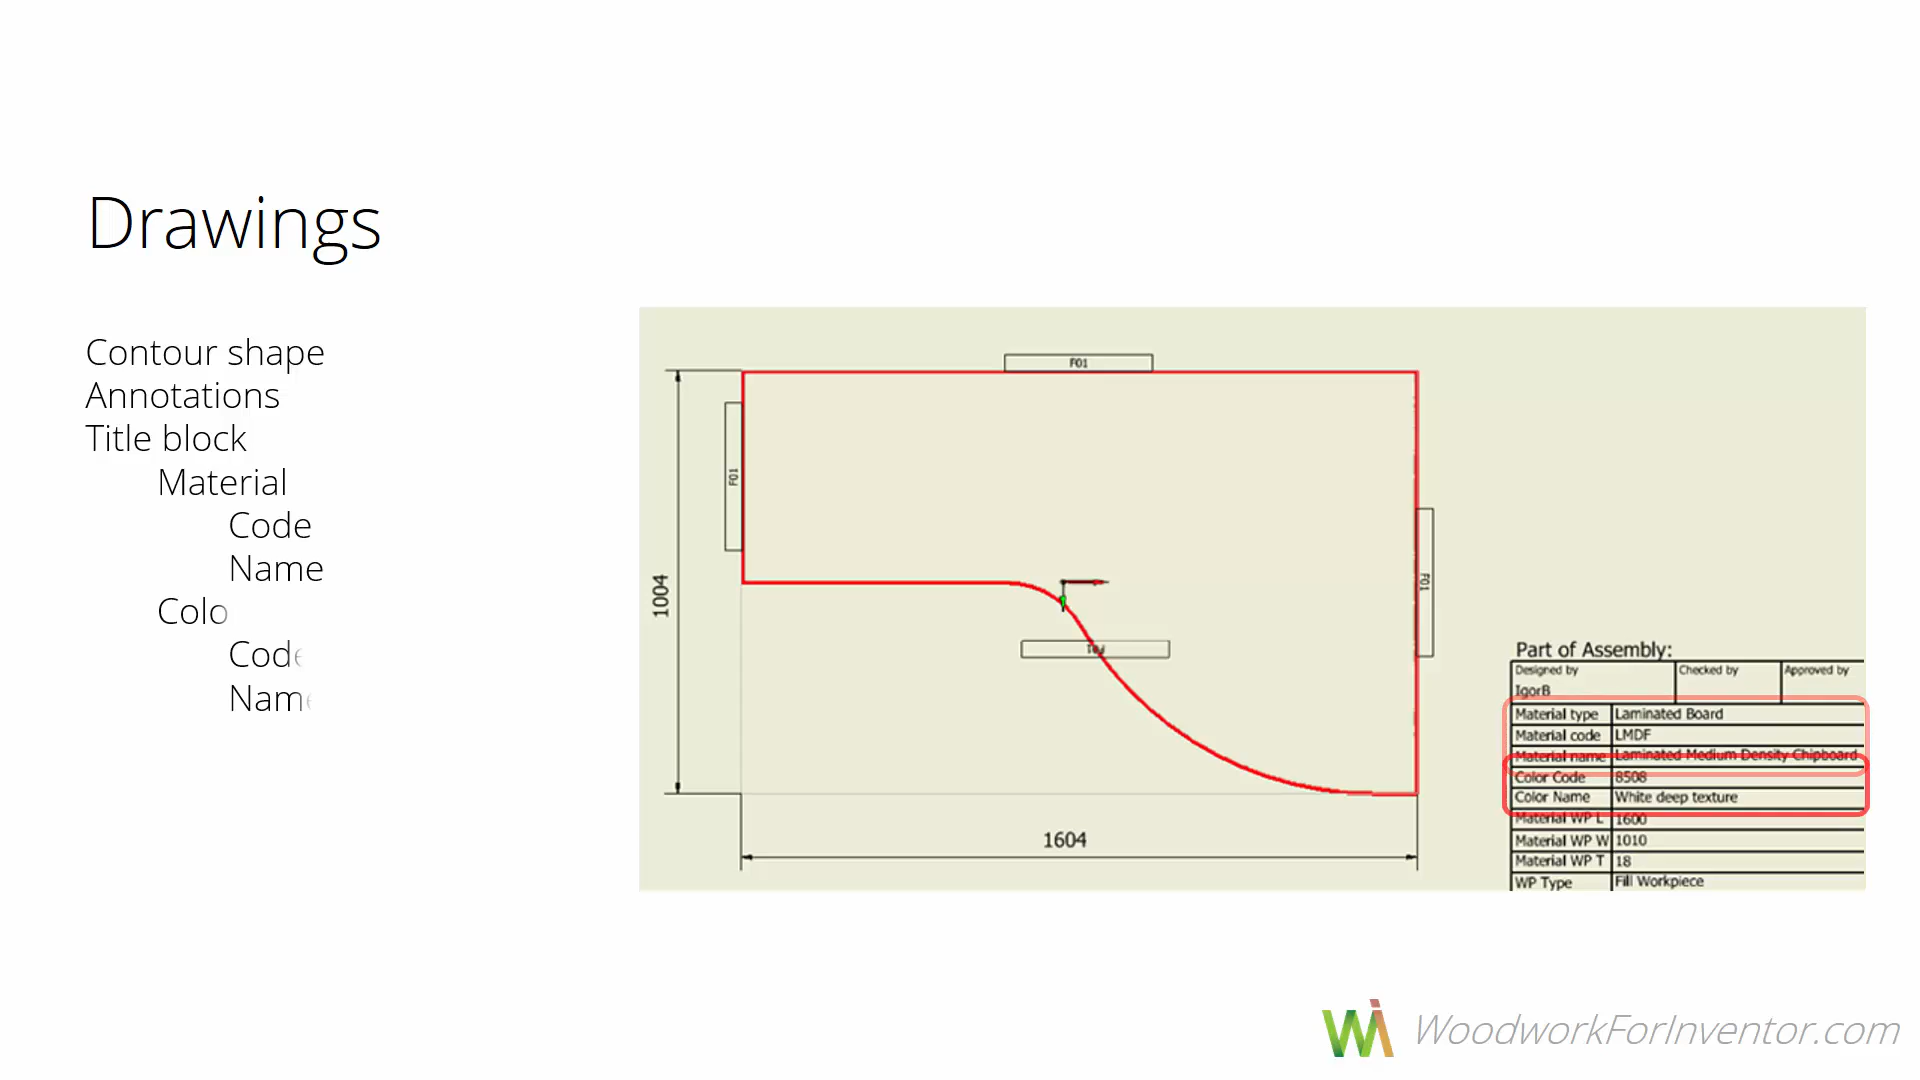 Drawings
Contour shape
Annotations
Title block
Material
Code
Name
Colo
Code
Name
F01
F01
F01
F01
1004
1604
Part of Assembly:
Designed by Checked by Approved by
IgorB
Material type Laminated Board
Material code LMDF
Material name Laminated Medium Density Chipboard
Color Code 8508
Color Name White deep texture
Material WP L 1600
Material WP W 1010
Material WP T 18
WP Type Fill Workpiece
WoodworkForInventor.com